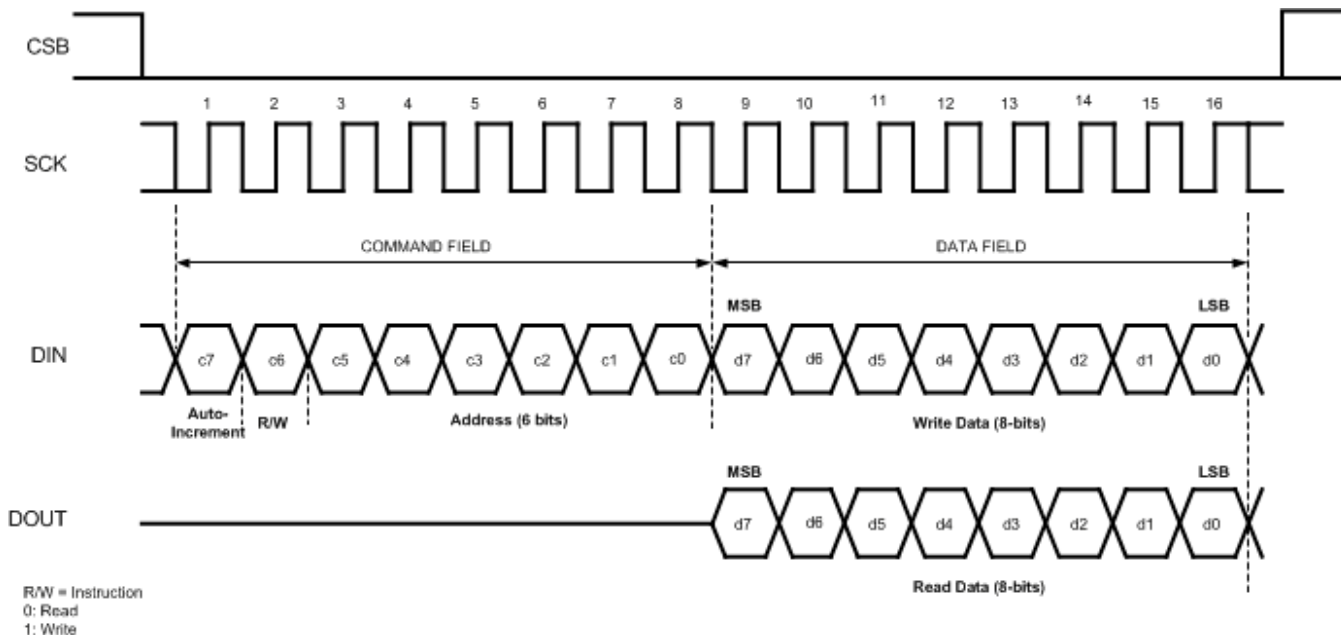 CSB
1 2 3 4 5 6 7 8 9 10 11 12 13 14 15 16
SCK
COMMAND FIELD DATA FIELD
MSB LSB
DIN c7 c6 c5 c4 c3 c2 c1 c0 d7 d6 d5 d4 d3 d2 d1 d0
Auto-
Increment R/W Address (6 bits) Write Data (8-bits)
MSB LSB
DOUT d7 d6 d5 d4 d3 d2 d1 d0
Read Data (8-bits)
R/W = Instruction
0: Read
1: Write